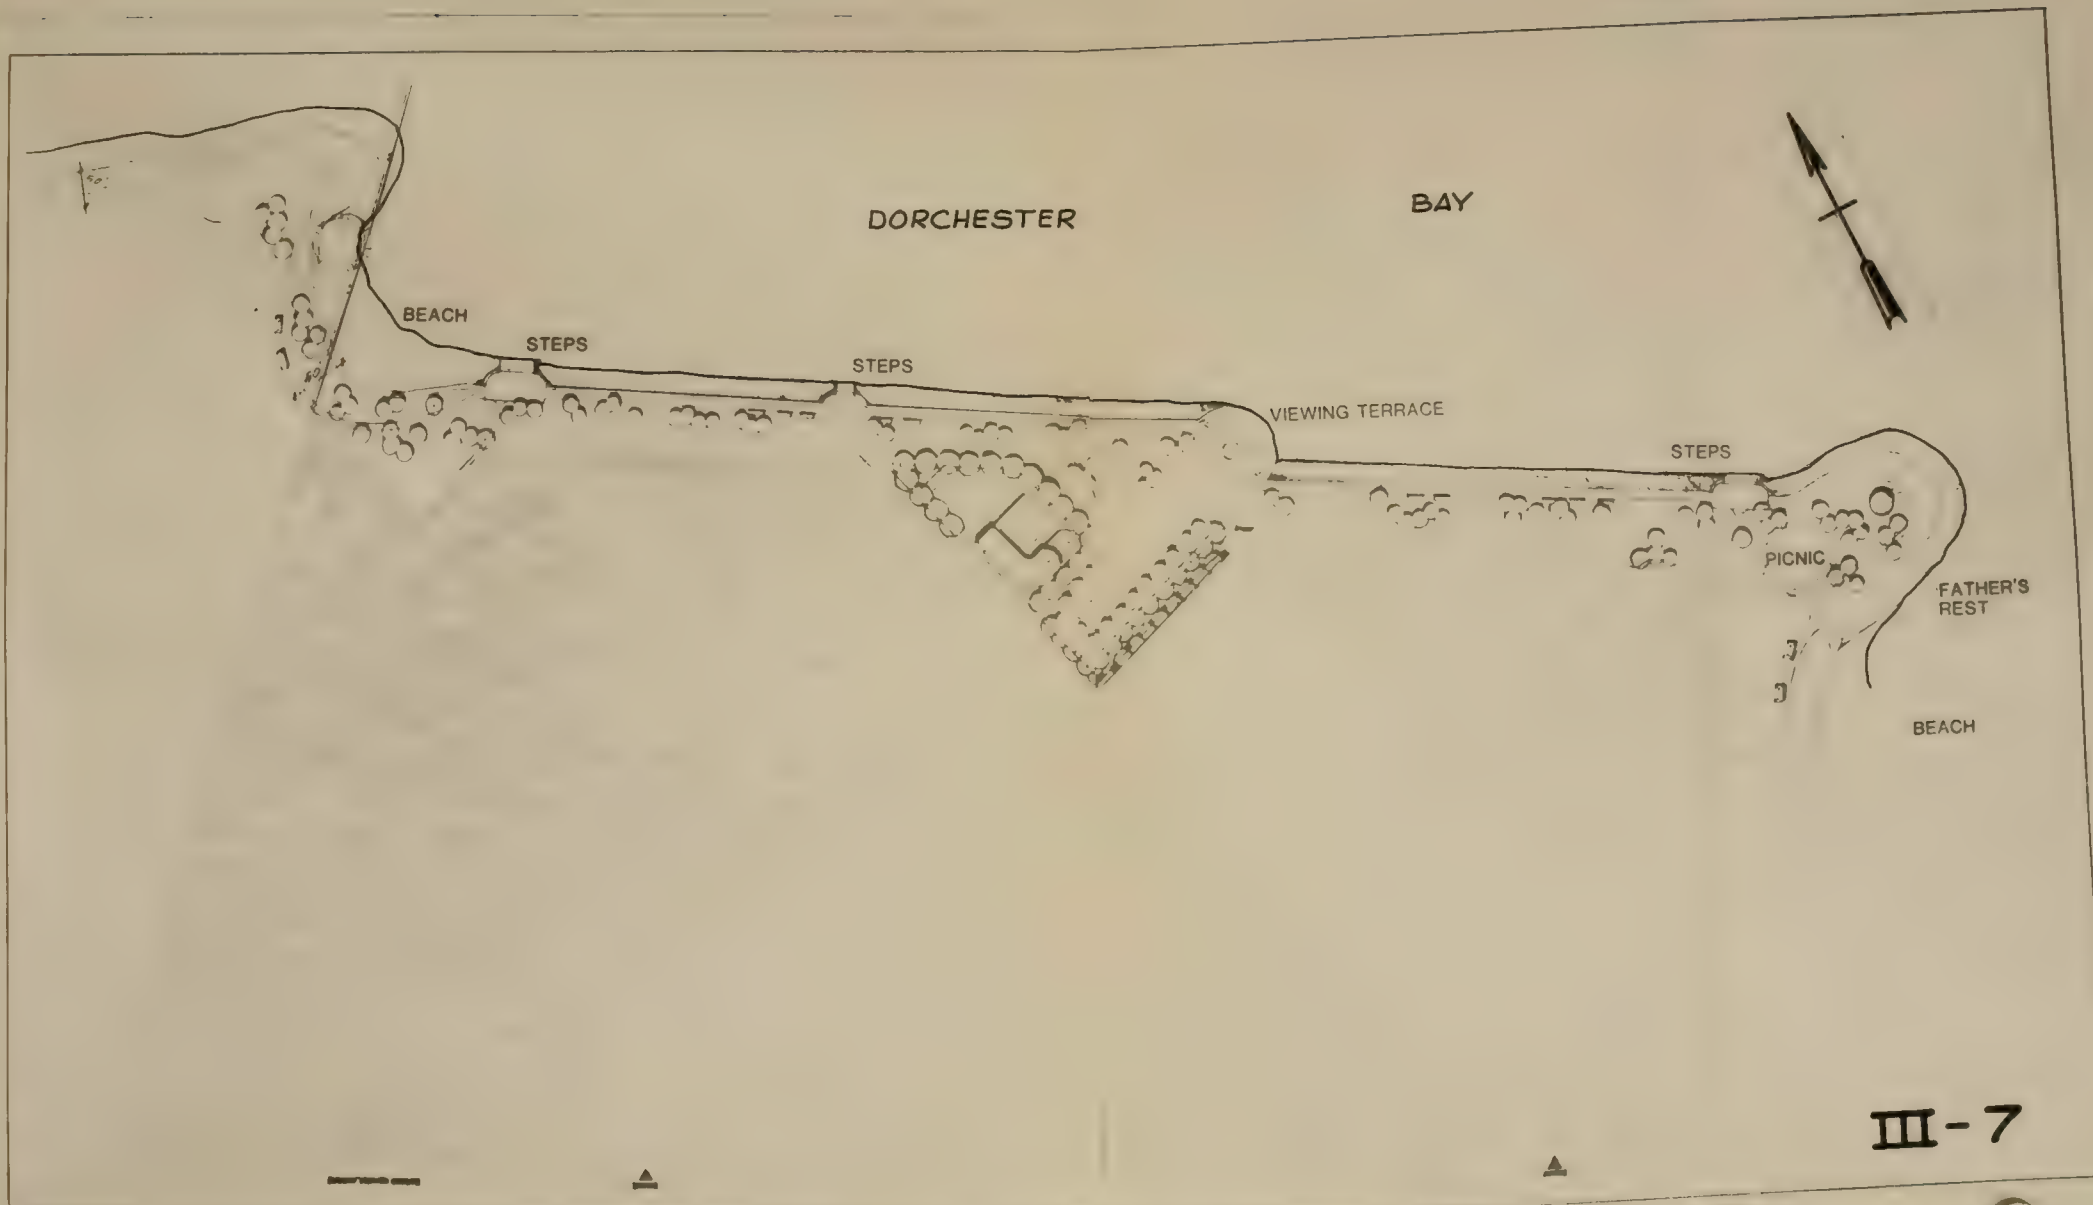 DORCHESTER BAY
BEACH
STEPS
STEPS
VIEWING TERRACE
STEPS
PICNIC
FATHER'S
REST
BEACH
III-7